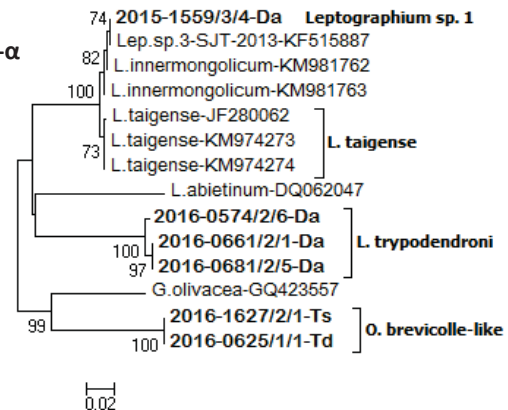 74 2015-1559/3/4-Da Leptographium sp. 1
-α
Lep.sp.3-SJT-2013-KF515887
82
L.innermongolicum-KM981762
100 L.innermongolicum-KM981763
L.taigense-JF280062
L.taigense-KM974273 L. taigense
73
L.taigense-KM974274
L.abietinum-DQ062047
2016-0574/2/6-Da
2016-0661/2/1-Da L. trypodendroni
100
97 2016-0681/2/5-Da
G.olivacea-GQ423557
2016-1627/2/1-Ts
99 O. brevicolle-like
100 2016-0625/1/1-Td
0.02